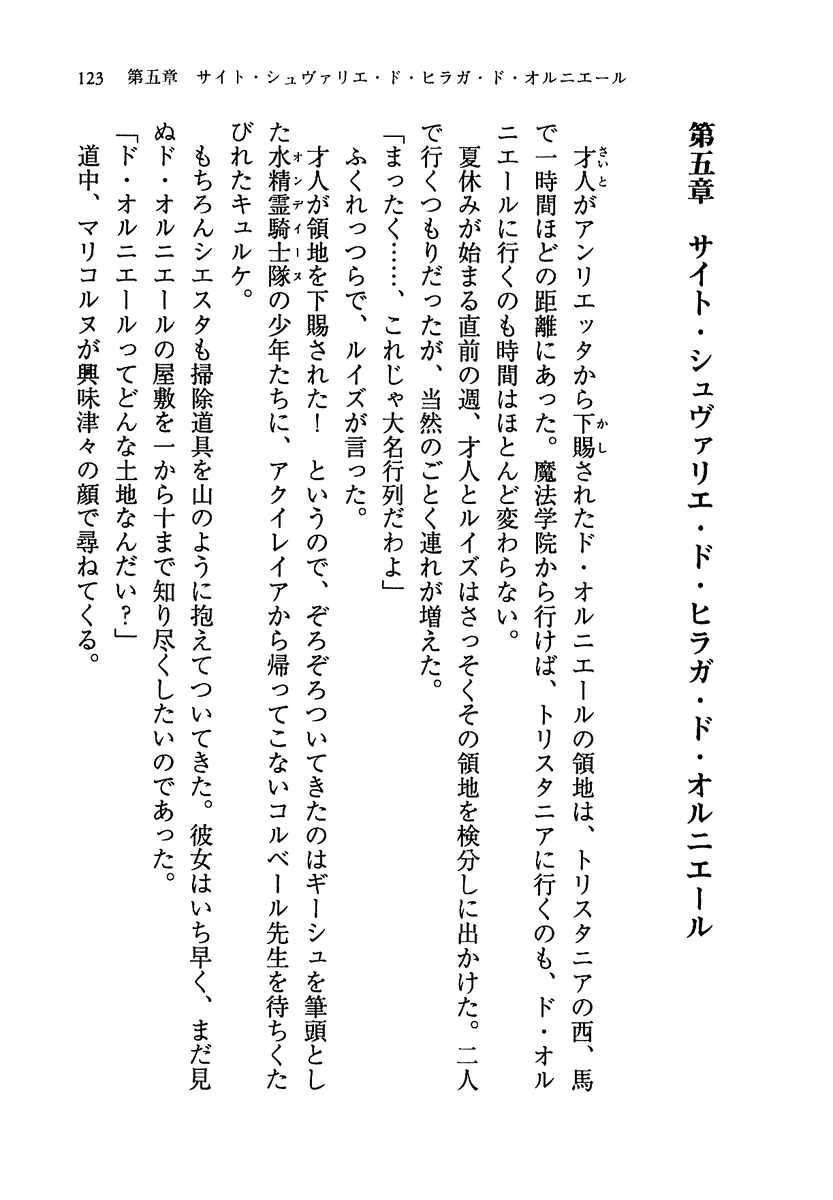 123　第五章　サイト・シュヴァリエ・ド・ヒラガ・ド・オルニエール
第五章　サイト・シュヴァリエ・ド・ヒラガ・ド・オルニエール
　才人がアンリエッタから下賜されたド・オルニエールの領地は、トリスタニアの西、馬
で一時間ほどの距離にあった。魔法学院から行けば、トリスタニアに行くのも、ド・オル
ニエールに行くのも時間はほとんど変わらない。
　夏休みが始まる直前の週、才人とルイズはさっそくその領地を検分しに出かけた。二人
で行くつもりだったが、当然のごとく連れが増えた。
「まったく……、これじゃ大名行列だわよ」
　ふくれっつらで、ルイズが言った。
　才人が領地を下賜された！　というので、ぞろぞろついてきたのはギーシュを筆頭とし
た水精霊騎士隊の少年たちに、アクイレイアから帰ってこないコルベール先生を待ちくた
びれたキュルケ。
　もちろんシエスタも掃除道具を山のように抱えてついてきた。彼女はいち早く、まだ見
ぬド・オルニエールの屋敷を一から十まで知り尽くしたいのであった。
「ド・オルニエールってどんな土地なんだい？」
　道中、マリコルヌが興味津々の顔で尋ねてくる。